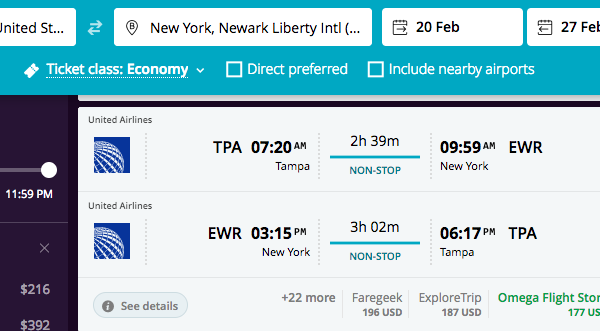 United St...
New York, Newark Liberty Intl (...
20 Feb
27 Feb
Ticket class: Economy
Direct preferred
Include nearby airports
United Airlines
TPA 07:20 AM
2h 39m
09:59 AM EWR
Tampa
NON-STOP
New York
11:59 PM
United Airlines
EWR 03:15 PM
3h 02m
06:17 PM TPA
New York
NON-STOP
Tampa
$216
See details
+22 more
Faregeek
196 USD
ExploreTrip
187 USD
Omega Flight Stor
177 US
$392